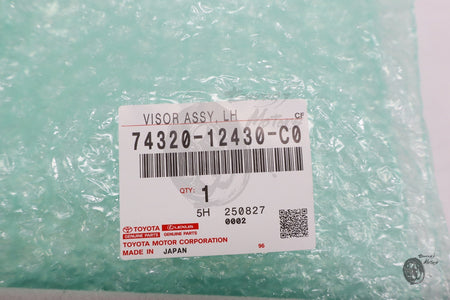 VISOR ASSY, LH
CF
74320-12430-C0
QTY: 1
5H 250827
0002
TOYOTA LEXUS
GENUINE PARTS GENUINE PARTS
TOYOTA MOTOR CORPORATION
MADE IN JAPAN
96